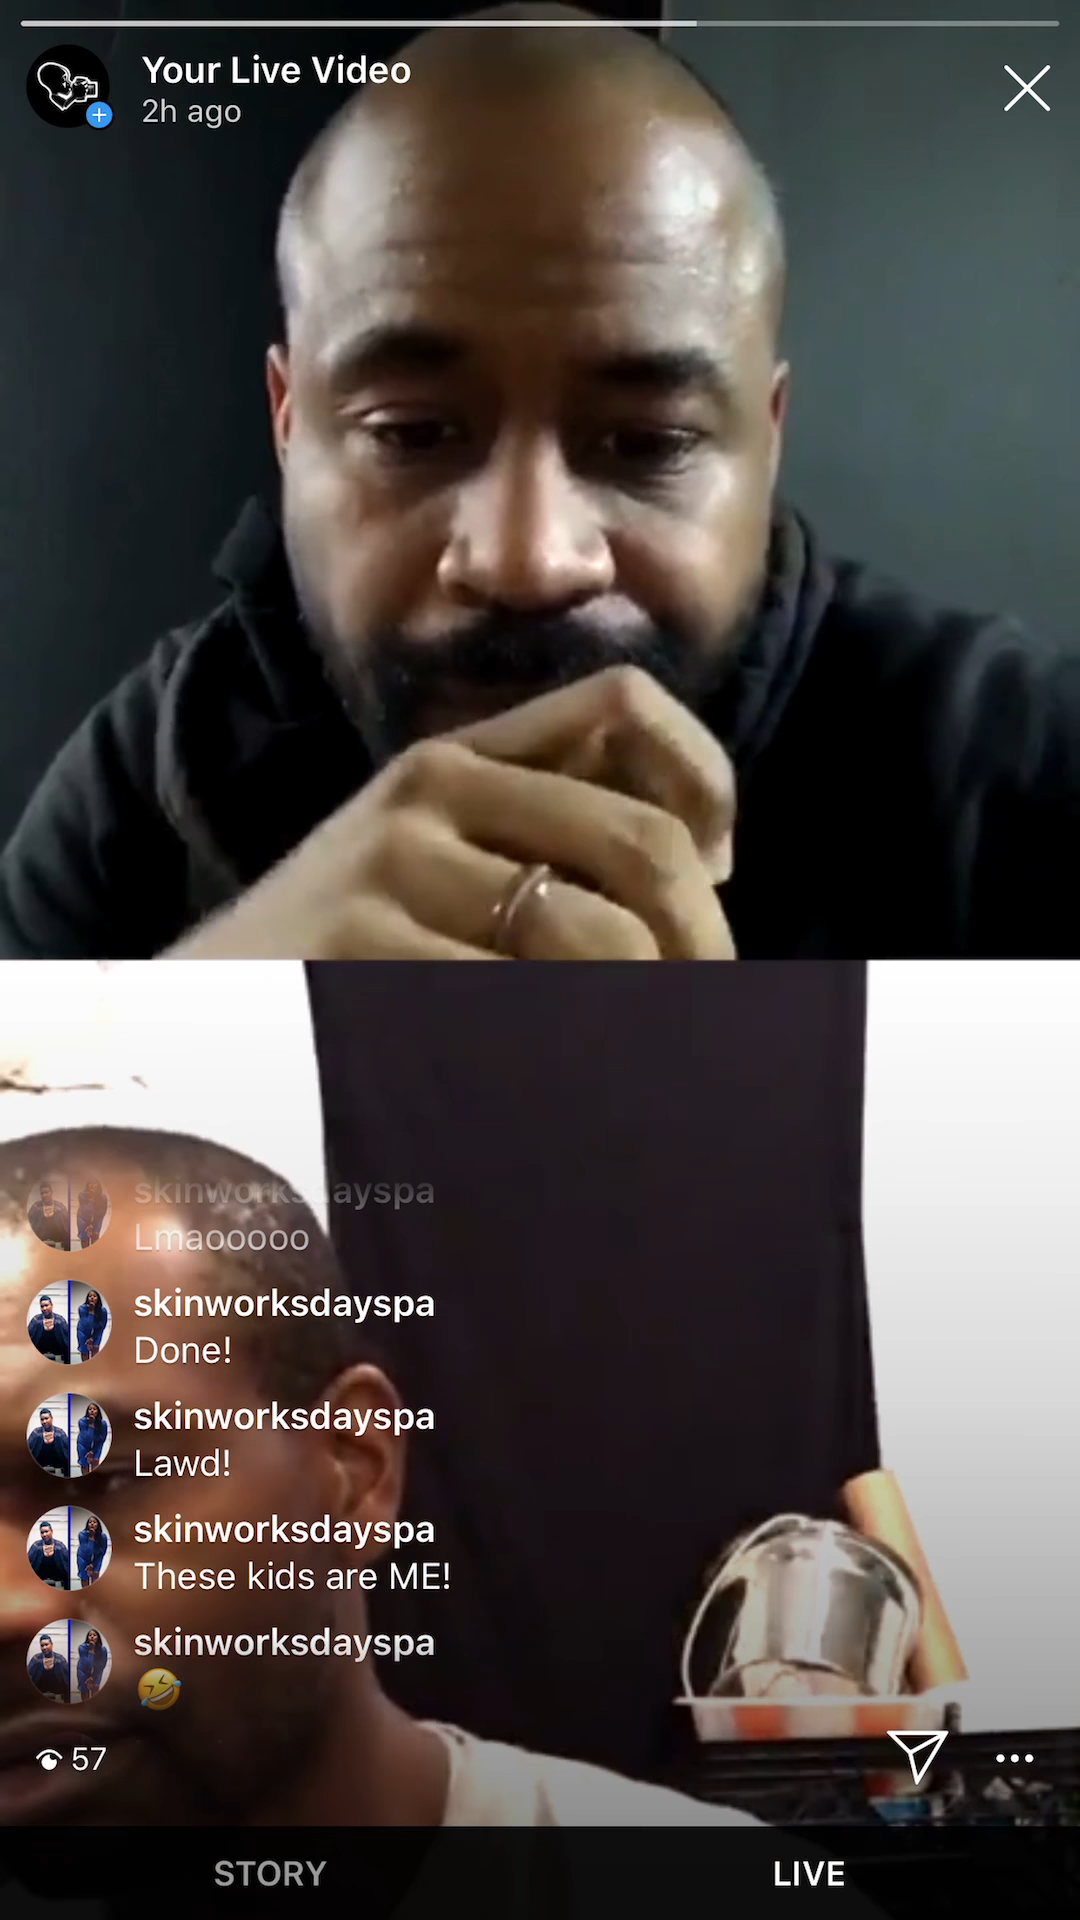 Your Live Video
2h ago
skinworksdayspa
Lmaooooo
skinworksdayspa
Done!
skinworksdayspa
Lawd!
skinworksdayspa
These kids are ME!
skinworksdayspa
🤣
57
STORY
LIVE